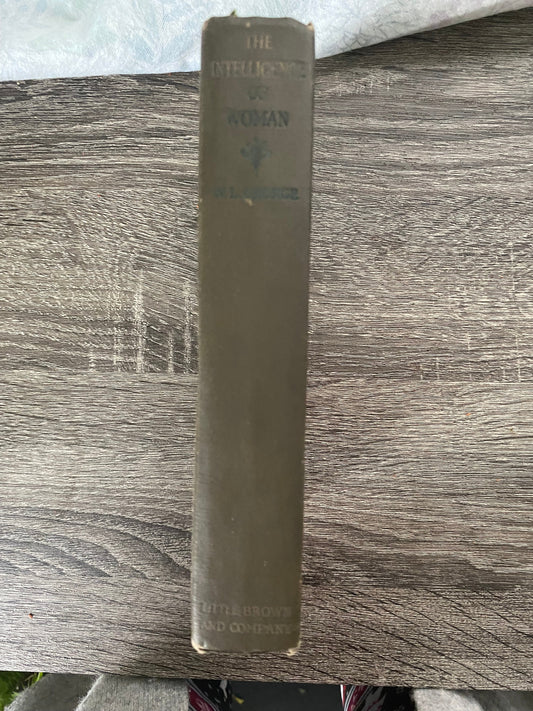 THE
INTELLIGENCE
OF
WOMAN
W. L. GEORGE
LITTLE, BROWN
AND COMPANY